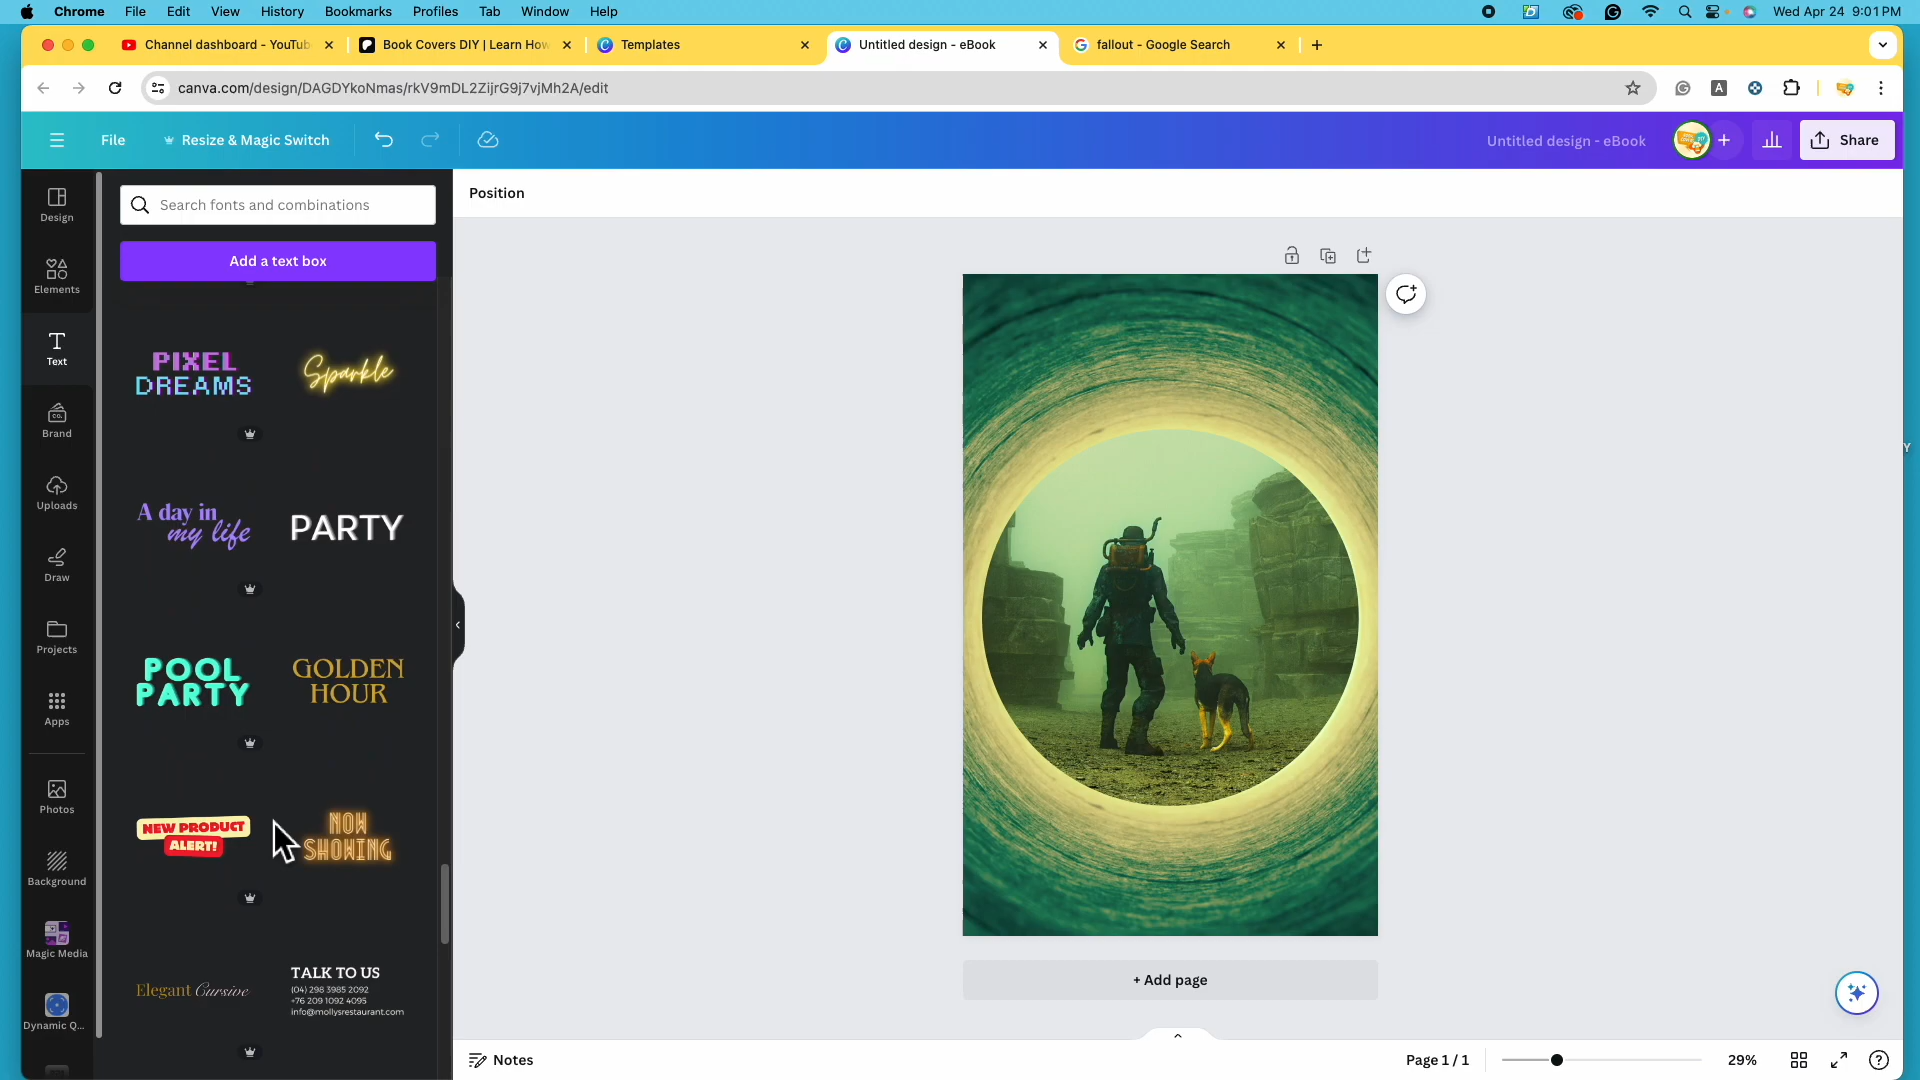 Chrome File Edit View History Bookmarks Profiles Tab Window Help
Wed Apr 24 9:01 PM
Channel dashboard - YouTub
Book Covers DIY | Learn How
Templates
Untitled design - eBook
fallout - Google Search
canva.com/design/DAGDYkoNmas/rkV9mDL2ZijrG9j7vjMh2A/edit
File
Resize & Magic Switch
Untitled design - eBook
Share
Design
Elements
Text
Brand
Uploads
Draw
Projects
Apps
Photos
Background
Magic Media
Dynamic Q...
Search fonts and combinations
Add a text box
PIXEL
DREAMS
Sparkle
A day in
my life
PARTY
POOL
PARTY
GOLDEN
HOUR
NEW PRODUCT
ALERT!
NOW
SHOWING
Elegant Cursive
TALK TO US
(04) 298 3985 2092
+76 209 1092 4095
info@mollysrestaurant.com
Position
+ Add page
Notes
Page 1 / 1
29%